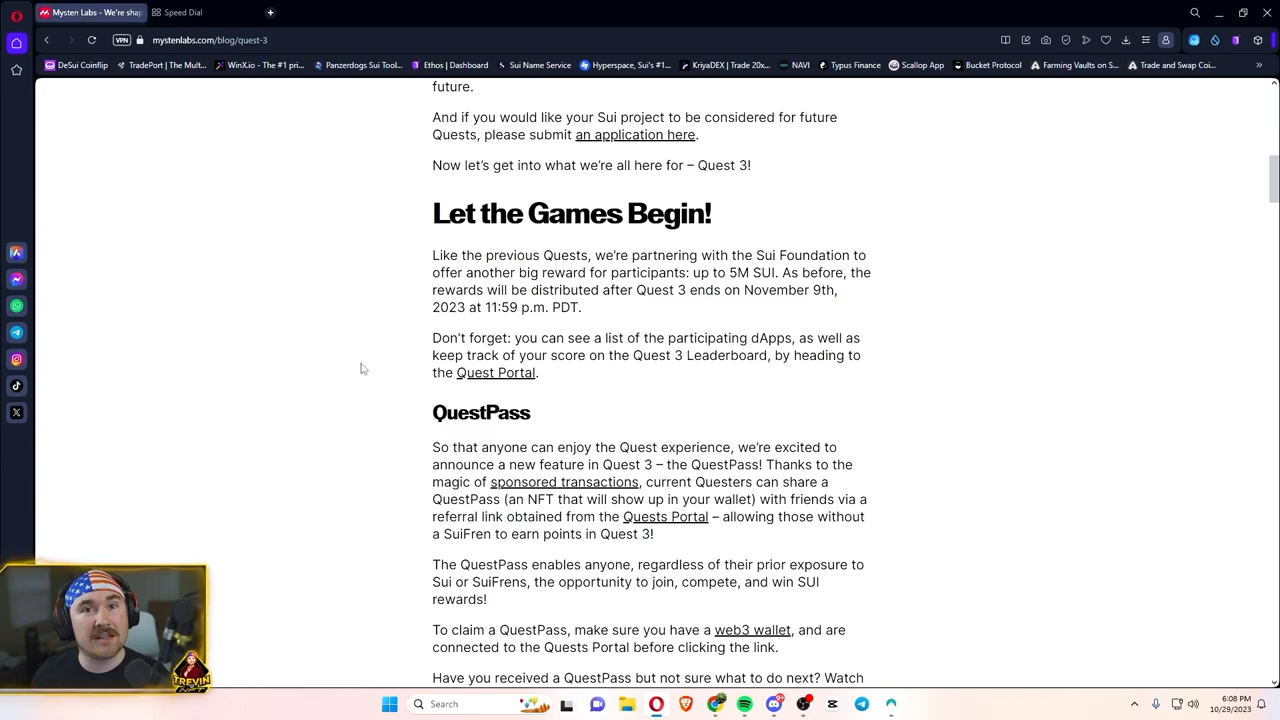 Mysten Labs - We're shap
Speed Dial
VPN
mystenlabs.com/blog/quest-3
DeSui Coinflip
TradePort | The Mult...
WinX.io - The #1 pri...
Panzerdogs Sui Tool...
Ethos | Dashboard
Sui Name Service
Hyperspace, Sui's #1...
KriyaDEX | Trade 20x...
NAVI
Typus Finance
Scallop App
Bucket Protocol
Farming Vaults on S...
Trade and Swap Coi...
future.
And if you would like your Sui project to be considered for future
Quests, please submit an application here.
Now let's get into what we're all here for – Quest 3!
Let the Games Begin!
Like the previous Quests, we're partnering with the Sui Foundation to
offer another big reward for participants: up to 5M SUI. As before, the
rewards will be distributed after Quest 3 ends on November 9th,
2023 at 11:59 p.m. PDT.
Don't forget: you can see a list of the participating dApps, as well as
keep track of your score on the Quest 3 Leaderboard, by heading to
the Quest Portal.
QuestPass
So that anyone can enjoy the Quest experience, we're excited to
announce a new feature in Quest 3 – the QuestPass! Thanks to the
magic of sponsored transactions, current Questers can share a
QuestPass (an NFT that will show up in your wallet) with friends via a
referral link obtained from the Quests Portal – allowing those without
a SuiFren to earn points in Quest 3!
The QuestPass enables anyone, regardless of their prior exposure to
Sui or SuiFrens, the opportunity to join, compete, and win SUI
rewards!
To claim a QuestPass, make sure you have a web3 wallet, and are
connected to the Quests Portal before clicking the link.
Have you received a QuestPass but not sure what to do next? Watch
TREVIN
NFT
Search
6:08 PM
10/29/2023